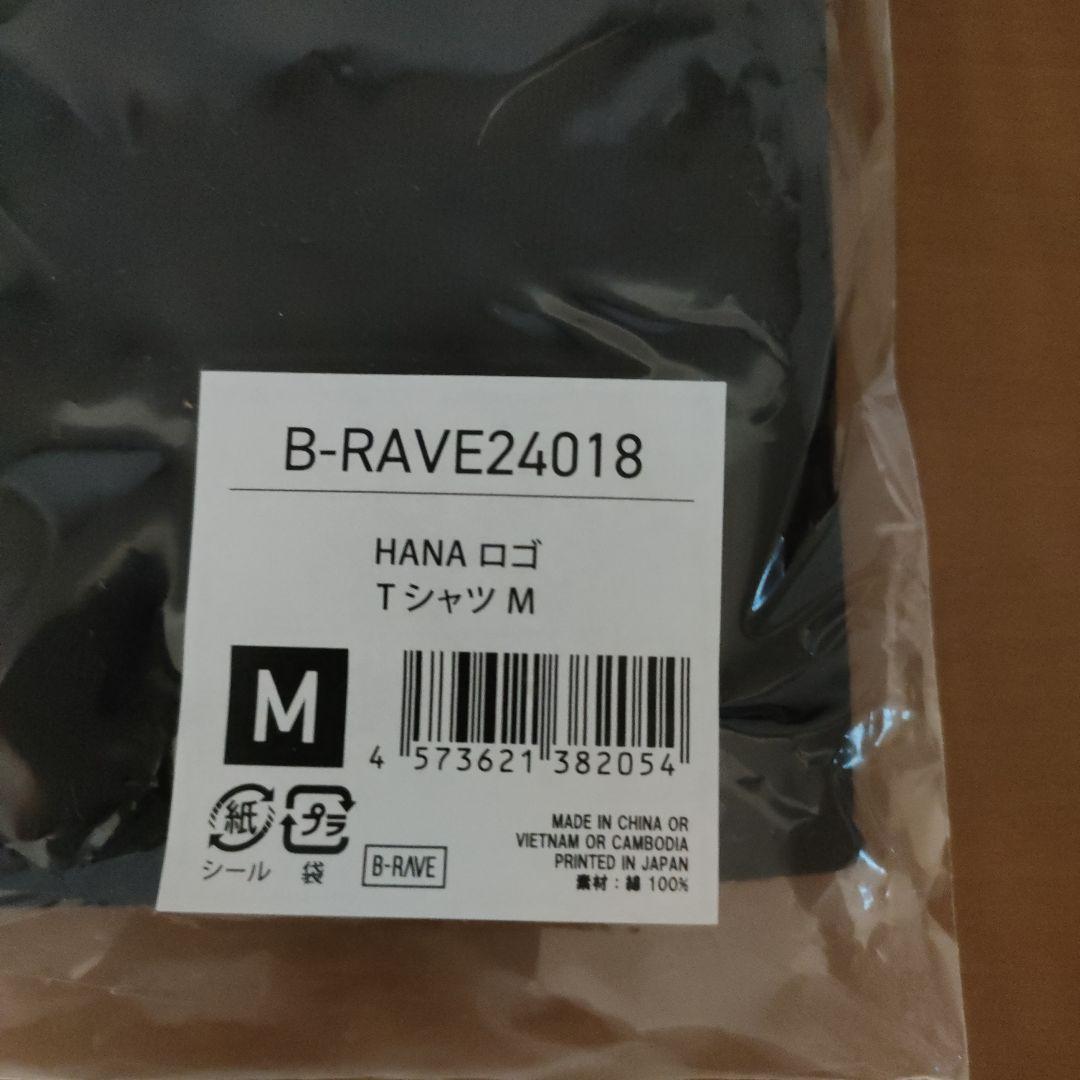 B-RAVE24018
HANA ロゴ
T シャツ M
M
4 573621 382054
紙
プラ
シール
袋
B-RAVE
MADE IN CHINA OR
VIETNAM OR CAMBODIA
PRINTED IN JAPAN
素材：綿 100%